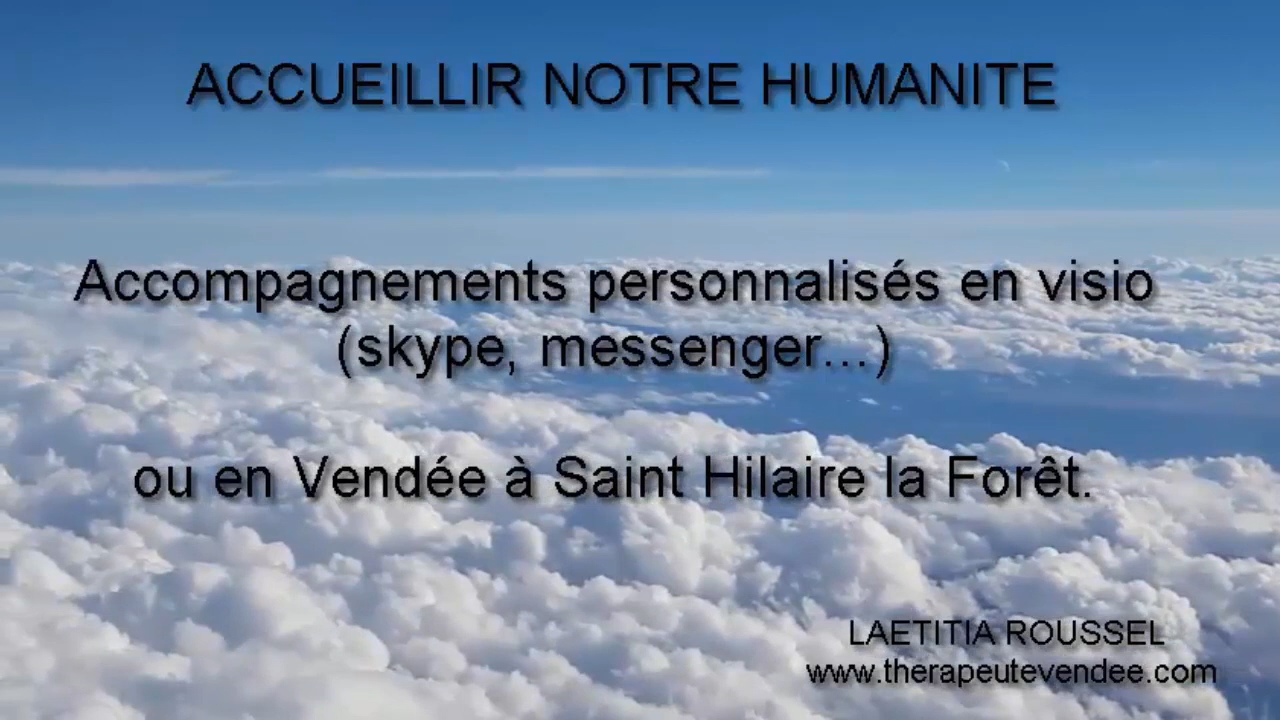 ACCUEILLIR NOTRE HUMANITE
Accompagnements personnalisés en visio
(skype, messenger...)
ou en Vendée à Saint Hilaire la Forêt.
LAETITIA ROUSSEL
www.therapeutevendee.com